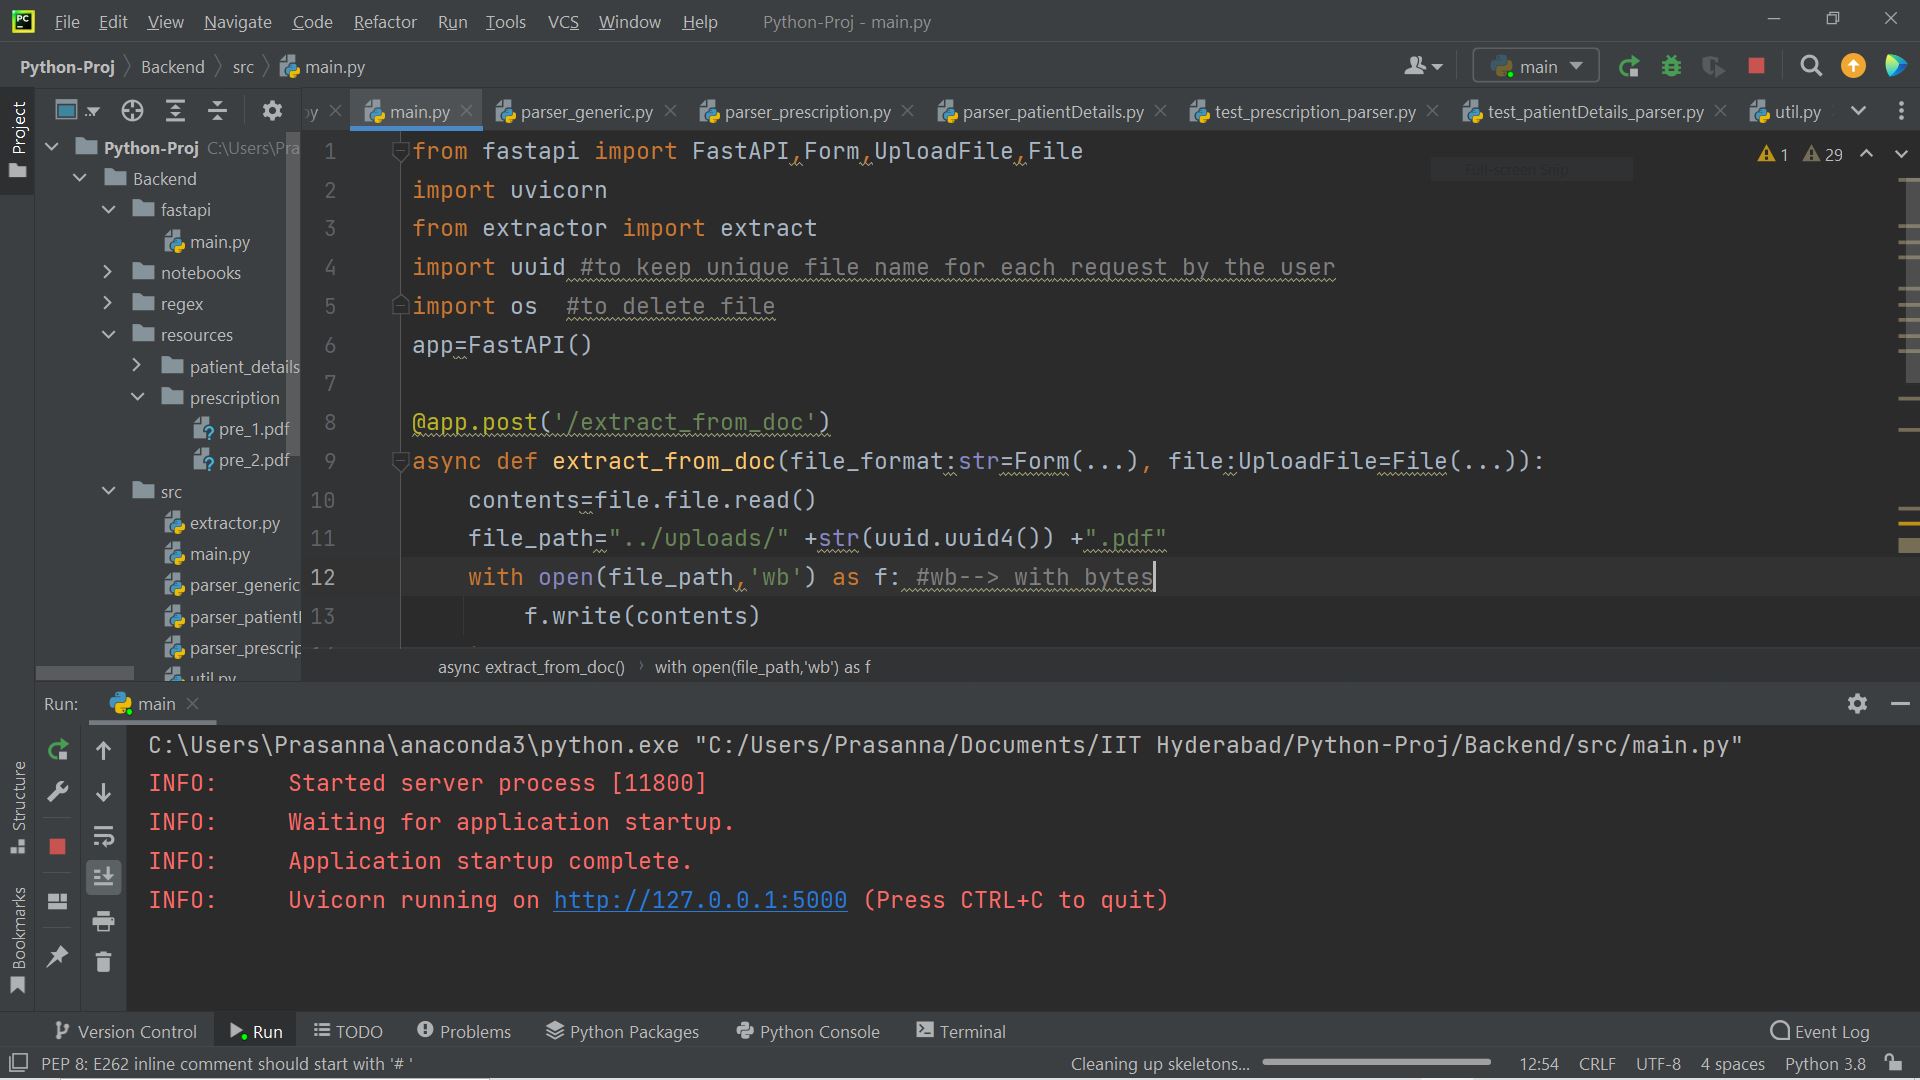 File Edit View Navigate Code Refactor Run Tools VCS Window Help Python-Proj - main.py
Python-Proj Backend src main.py main
Project
py main.py parser_generic.py parser_prescription.py parser_patientDetails.py test_prescription_parser.py test_patientDetails_parser.py util.py
Python-Proj C:\Users\Pra
Backend
fastapi
main.py
notebooks
regex
resources
patient_details
prescription
pre_1.pdf
pre_2.pdf
src
extractor.py
main.py
parser_generic
parser_patientI
parser_prescrip
util.py
1 from fastapi import FastAPI,Form,UploadFile,File
2 import uvicorn
3 from extractor import extract
4 import uuid #to keep unique file name for each request by the user
5 import os  #to delete file
6 app=FastAPI()
7
8 @app.post('/extract_from_doc')
9 async def extract_from_doc(file_format:str=Form(...), file:UploadFile=File(...)):
10 contents=file.file.read()
11 file_path="../uploads/" +str(uuid.uuid4()) +".pdf"
12 with open(file_path,'wb') as f: #wb--> with bytes
13 f.write(contents)
1 29
Full-screen Snip
async extract_from_doc() with open(file_path,'wb') as f
Run: main
C:\Users\Prasanna\anaconda3\python.exe "C:/Users/Prasanna/Documents/IIT Hyderabad/Python-Proj/Backend/src/main.py"
INFO: Started server process [11800]
INFO: Waiting for application startup.
INFO: Application startup complete.
INFO: Uvicorn running on http://127.0.0.1:5000 (Press CTRL+C to quit)
Structure
Bookmarks
Version Control Run TODO Problems Python Packages Python Console Terminal Event Log
PEP 8: E262 inline comment should start with '# ' Cleaning up skeletons... 12:54 CRLF UTF-8 4 spaces Python 3.8